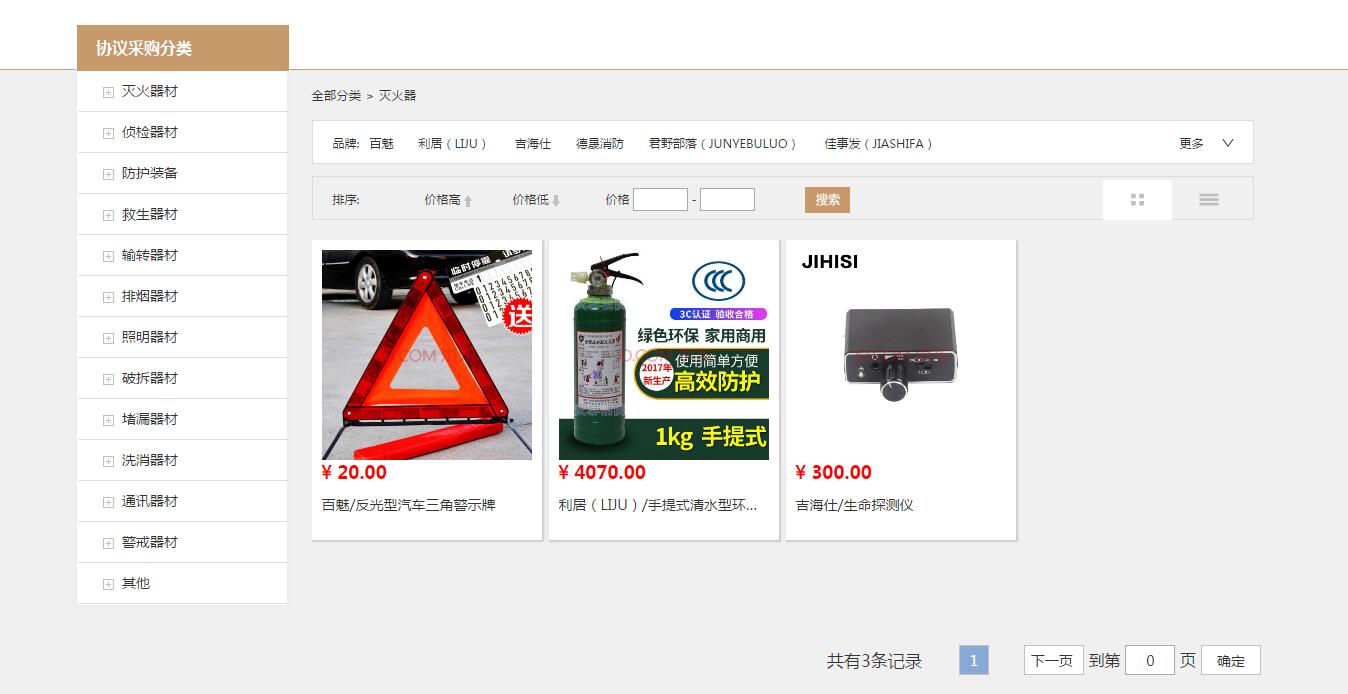 协议采购分类
灭火器材
侦检器材
防护装备
救生器材
输转器材
排烟器材
照明器材
破拆器材
堵漏器材
洗消器材
通讯器材
警戒器材
其他
全部分类 > 灭火器
品牌: 百魅 利居（LIJU） 吉海仕 德晟消防 君野部落（JUNYEBULUO） 佳事发（JIASHIFA） 更多
排序: 价格高 价格低 价格 - 搜索
临时停靠
送
¥ 20.00
百魅/反光型汽车三角警示牌
3C认证 验收合格
绿色环保 家用商用
2017年
新生产
使用简单方便
高效防护
1kg 手提式
¥ 4070.00
利居（LIJU）/手提式清水型环...
JIHISI
¥ 300.00
吉海仕/生命探测仪
共有3条记录 1 下一页 到第 0 页 确定